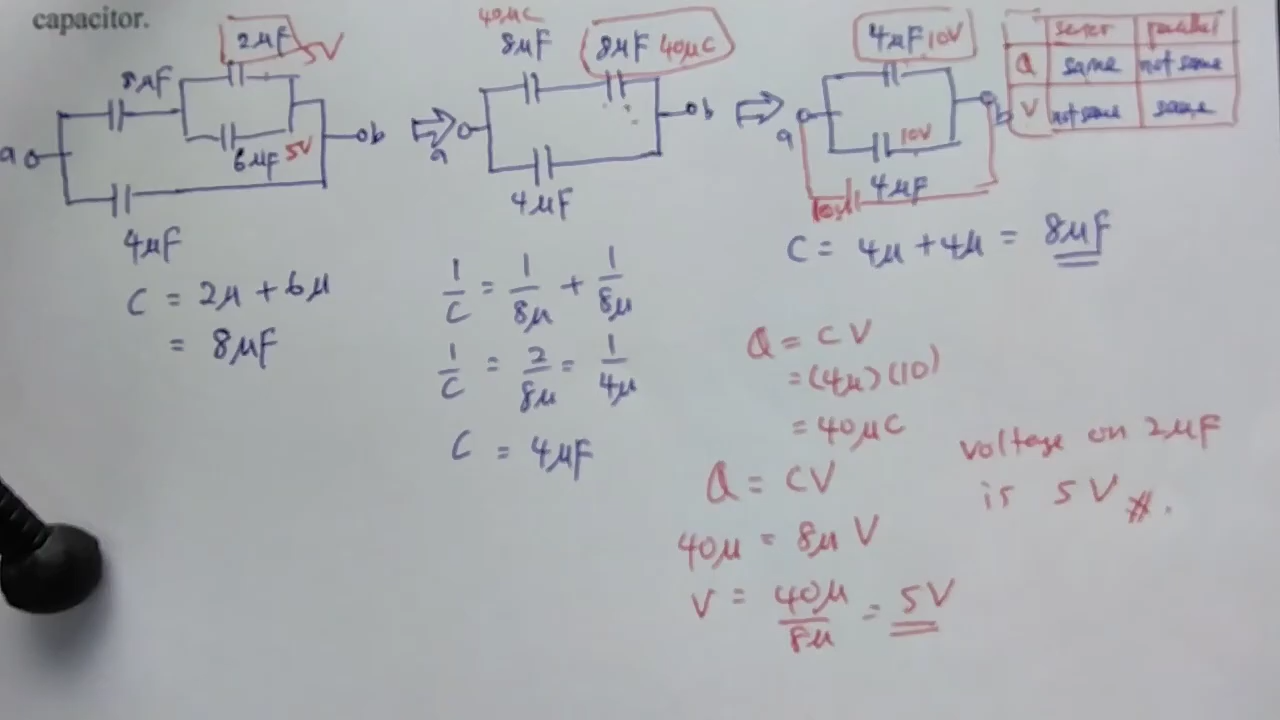 capacitor.
2μF 5V
8μF
6μF 5V
a
b
4μF
C = 2μ + 6μ
= 8μF
40μC
8μF
8μF 40μC
a
b
4μF
1/C = 1/8μ + 1/8μ
1/C = 2/8μ = 1/4μ
C = 4μF
4μF 10V
10V
a
b
4μF
parallel
Q same not same
V not same same
C = 4μ + 4μ = 8μF
Q = CV
= (4μ)(10)
= 40μC
Q = CV
40μ = 8μ V
V = 40μ/8μ = 5V
voltage on 2μF
is 5V